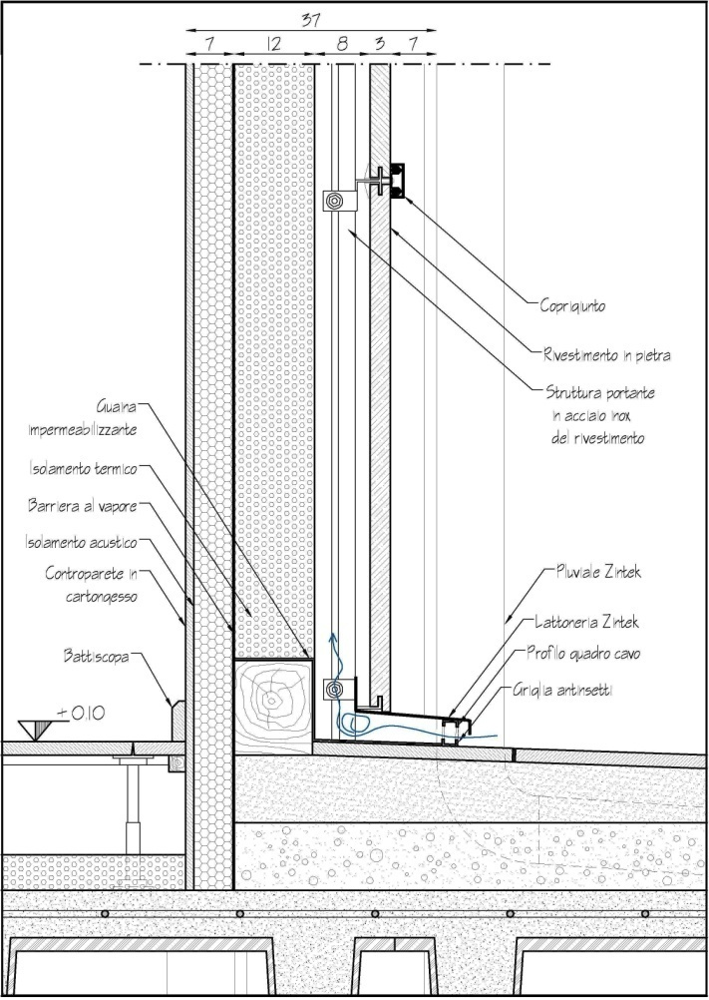 37
7 12 8 3 7
Coprigiunto
Rivestimento in pietra
Struttura portante
in acciaio inox
del rivestimento
Guaina
impermeabilizzante
Isolamento termico
Barriera al vapore
Isolamento acustico
Controparete in
cartongesso
Battiscopa
+0.10
Pluviale Zintek
Lattoneria Zintek
Profilo quadro cavo
Griglia antinsetti